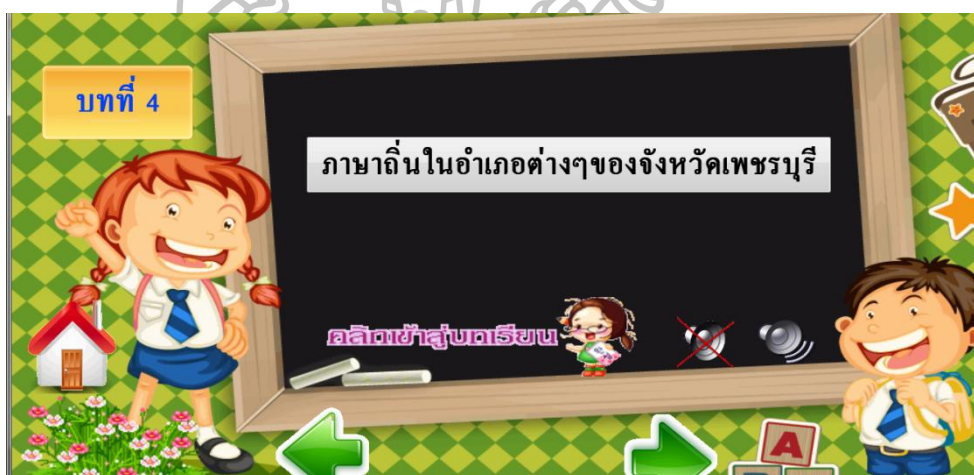 บทที่ 4
ภาษาถิ่นในอำเภอต่างๆของจังหวัดเพชรบุรี
คลิกเข้าสู่บทเรียน
A